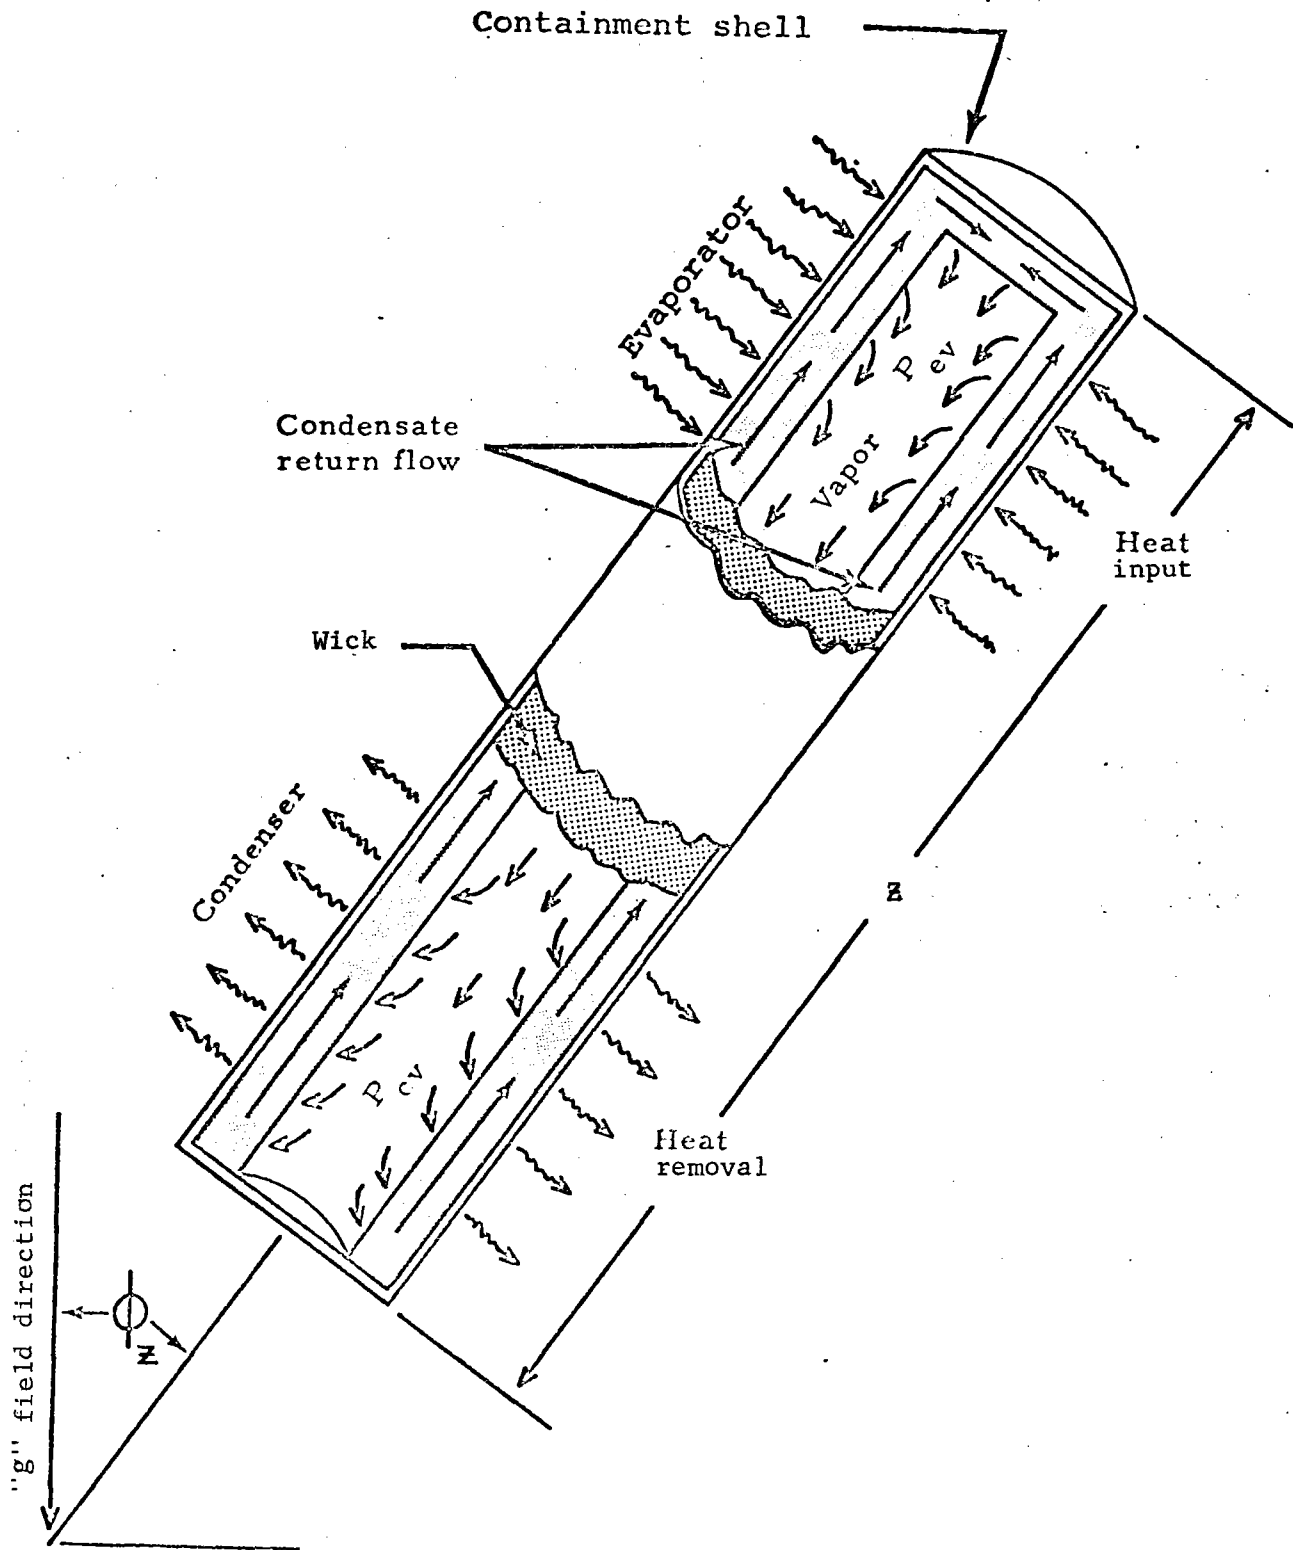 Containment shell
Evaporator
P ev
Vapor
Condensate
return flow
Heat
input
Wick
Condenser
Z
P cv
Heat
removal
"g" field direction
ϕ
Z